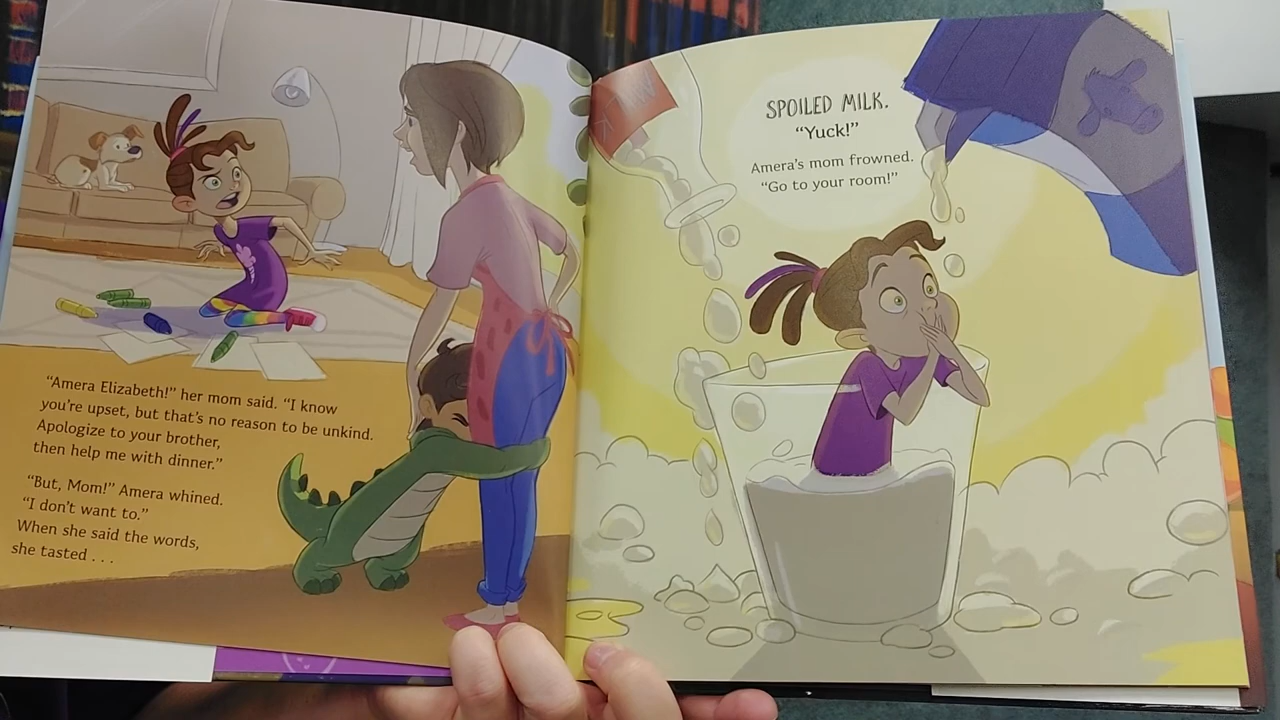 “Amera Elizabeth!” her mom said. “I know
you’re upset, but that’s no reason to be unkind.
Apologize to your brother,
then help me with dinner.”
“But, Mom!” Amera whined.
“I don’t want to.”
When she said the words,
she tasted . . .
SPOILED MILK.
“Yuck!”
Amera’s mom frowned.
“Go to your room!”